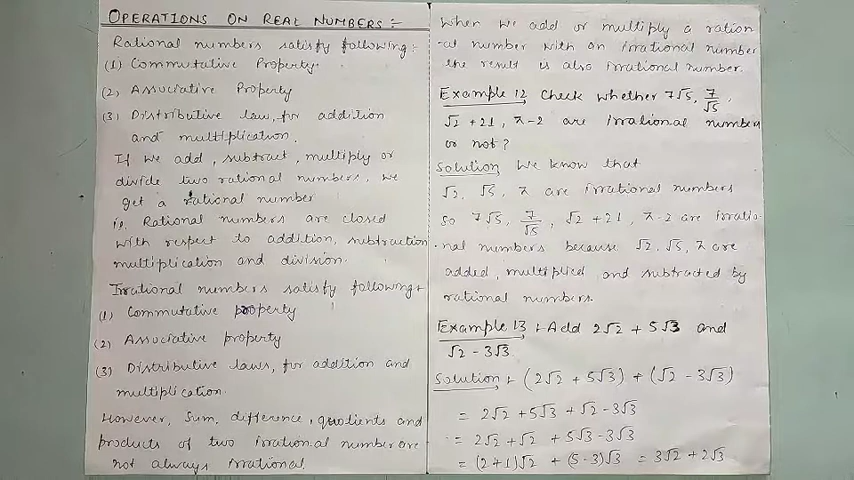 OPERATIONS ON REAL NUMBERS :-
Rational numbers satisfy following :-
(1) Commutative Property.
(2) Associative Property
(3) Distributive law, for addition
and multiplication.
If we add, subtract, multiply or
divide two rational numbers, we
get a rational number
ie. Rational numbers are closed
with respect to addition, subtraction
multiplication and division.
Irrational numbers satisfy following :-
(1) Commutative property
(2) Associative property
(3) Distributive laws, for addition and
multiplication.
However, Sum, difference, quotients and
products of two irrational number are
not always irrational.
When we add or multiply a ration
-al number with an irrational number
the result is also irrational number.
Example 12 Check whether 7√5, 7/√5,
√2 + 21, π-2 are irrational numbers
or not?
Solution We know that
√2, √5, π are irrational numbers
so 7√5, 7/√5, √2 + 21, π-2 are irratio-
-nal numbers because √2, √5, π are
added, multiplied and subtracted by
rational numbers.
Example 13 :- Add 2√2 + 5√3 and
√2 - 3√3
Solution :- (2√2 + 5√3) + (√2 - 3√3)
= 2√2 + 5√3 + √2 - 3√3
= 2√2 + √2 + 5√3 - 3√3
= (2+1)√2 + (5-3)√3 = 3√2 + 2√3